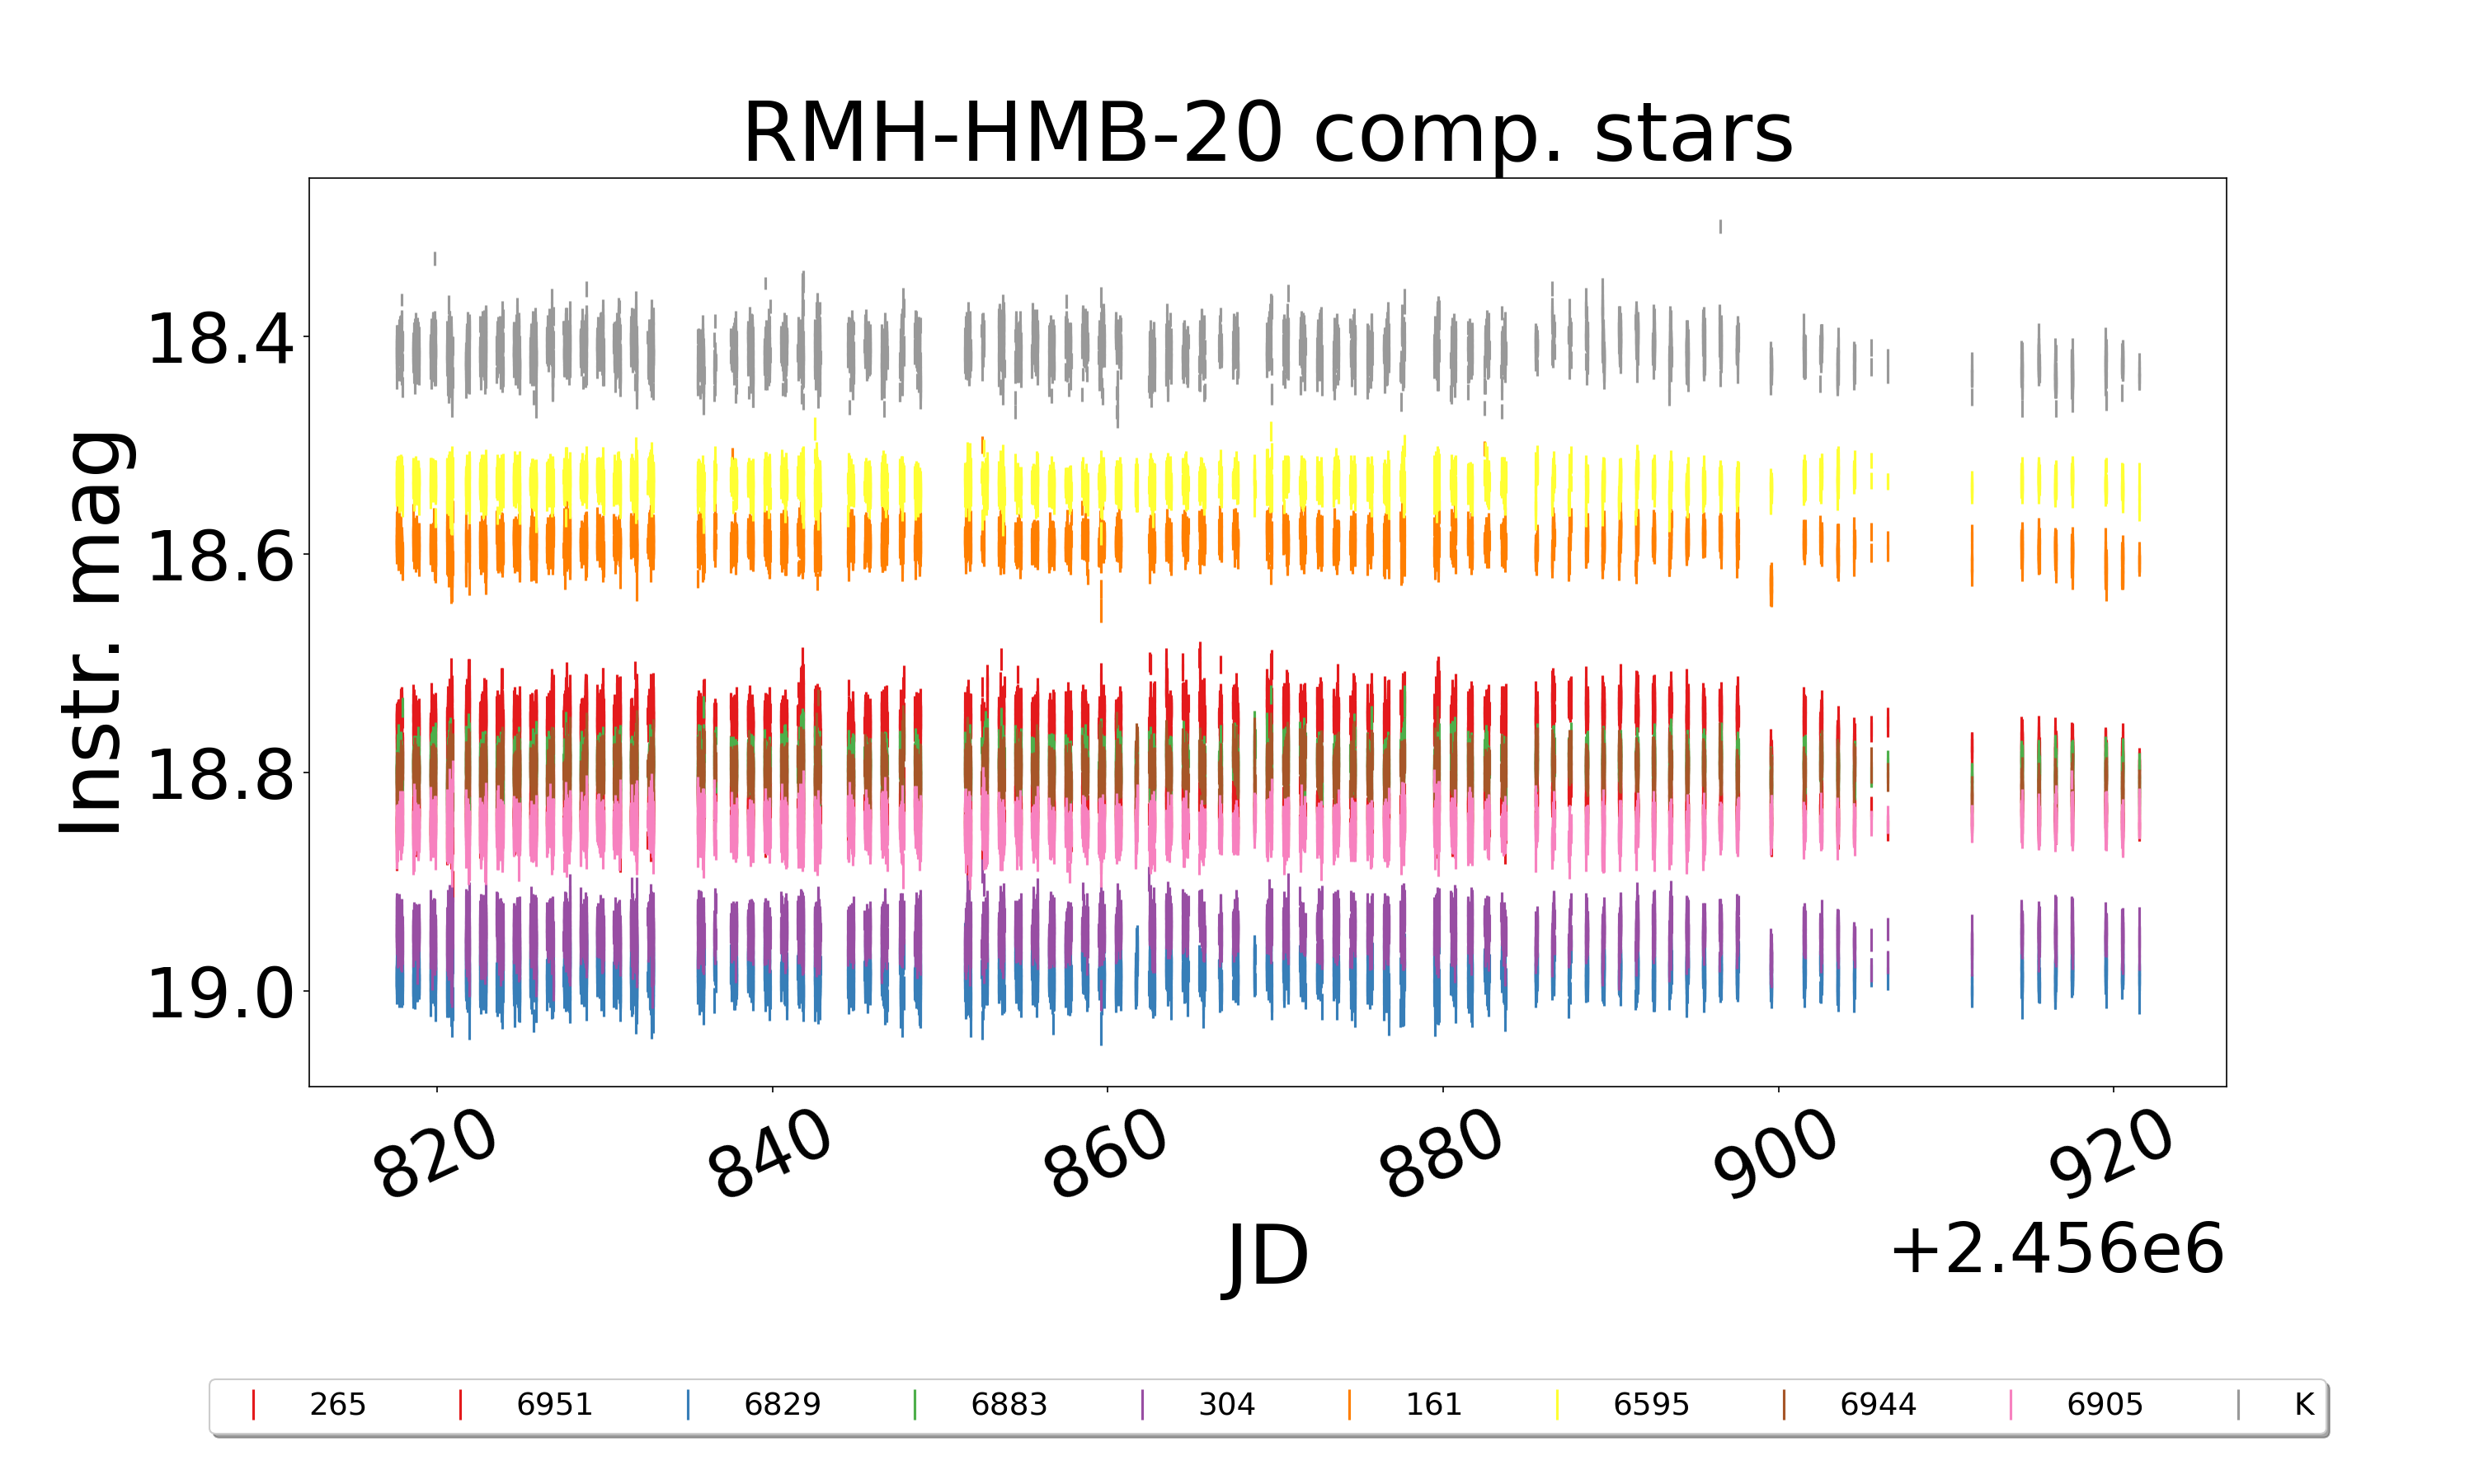 RMH-HMB-20 comp. stars
Instr. mag
18.4
18.6
18.8
19.0
820 840 860 880 900 920
JD
+2.456e6
265 6951 6829 6883 304 161 6595 6944 6905 K